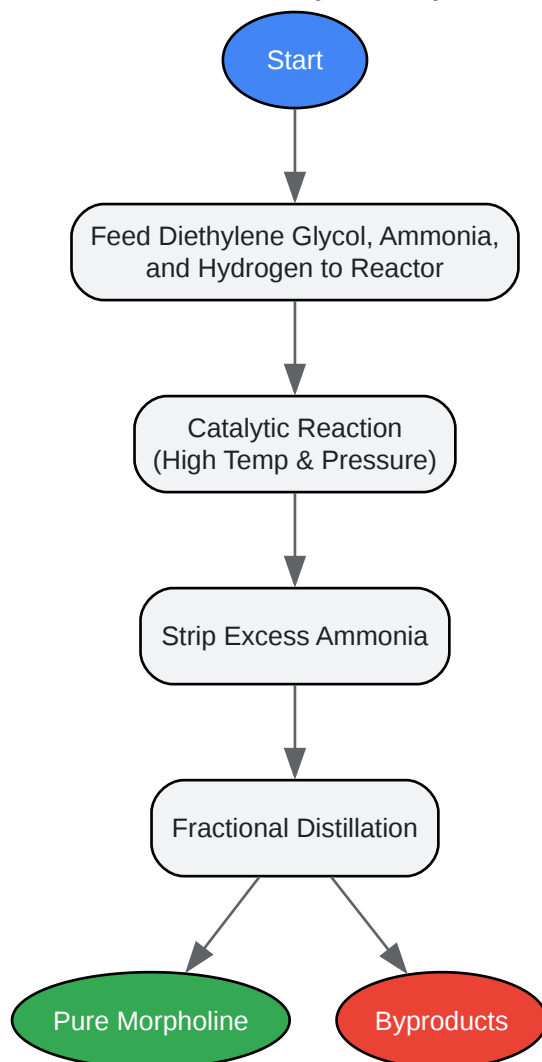 Start
Feed Diethylene Glycol, Ammonia,
and Hydrogen to Reactor
Catalytic Reaction
(High Temp & Pressure)
Strip Excess Ammonia
Fractional Distillation
Pure Morpholine
Byproducts